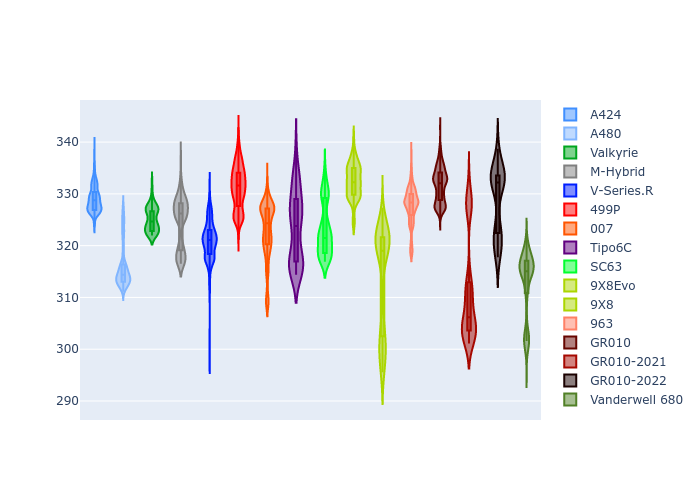 340
330
320
310
300
290
A424
A480
Valkyrie
M-Hybrid
V-Series.R
499P
007
Tipo6C
SC63
9X8Evo
9X8
963
GR010
GR010-2021
GR010-2022
Vanderwell 680